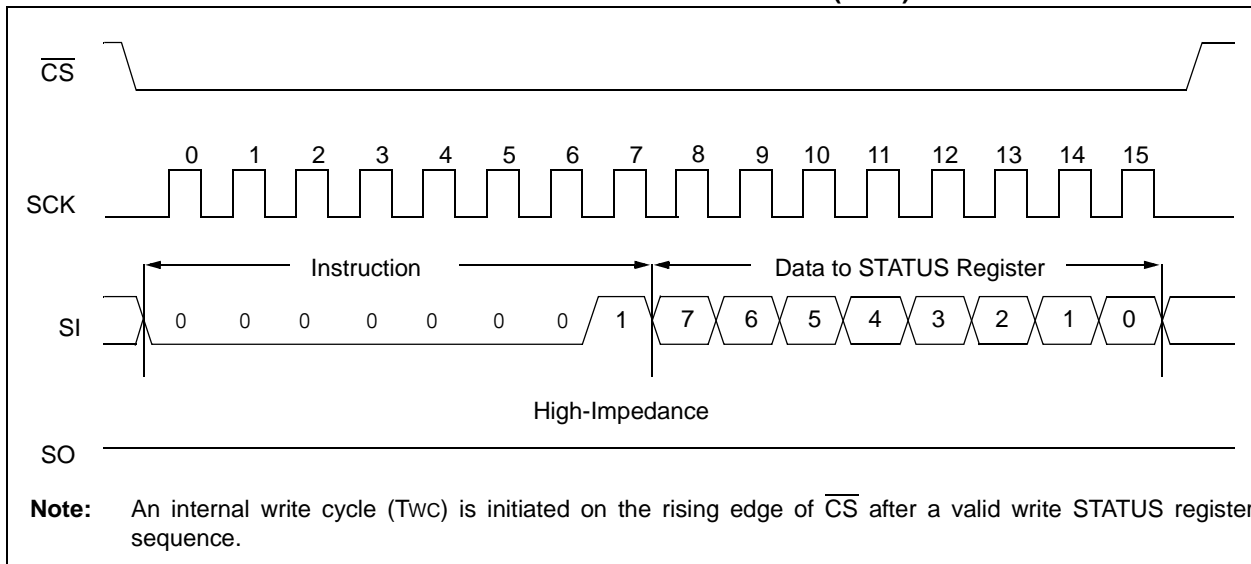 CS
0 1 2 3 4 5 6 7 8 9 10 11 12 13 14 15
SCK
Instruction Data to STATUS Register
SI 0 0 0 0 0 0 0 1 7 6 5 4 3 2 1 0
High-Impedance
SO
Note: An internal write cycle (TWC) is initiated on the rising edge of CS after a valid write STATUS register
sequence.